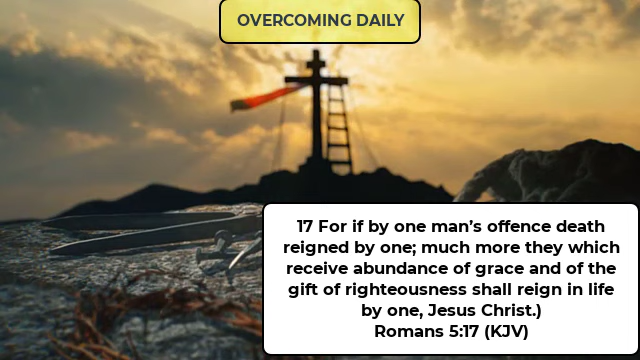 OVERCOMING DAILY
17 For if by one man’s offence death
reigned by one; much more they which
receive abundance of grace and of the
gift of righteousness shall reign in life
by one, Jesus Christ.)
Romans 5:17 (KJV)